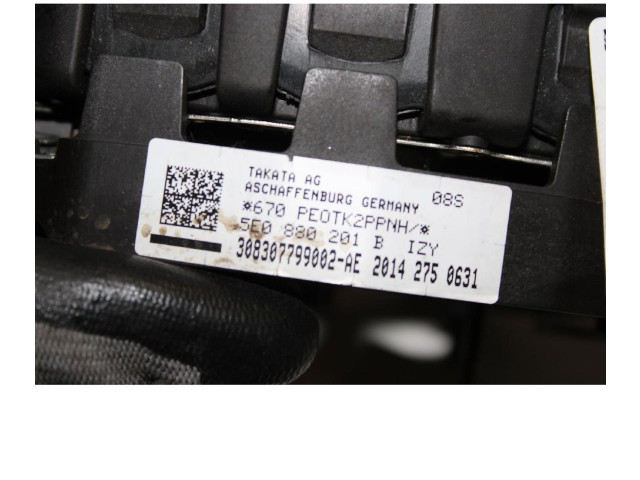 TAKATA AG
ASCHAFFENBURG GERMANY 08S
*670 PEOTK2PPNH/*
5E0 880 201 B IZY
308307799002-AE 2014 275 0631